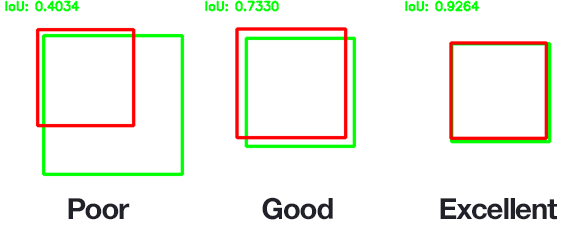 IoU: 0.4034
IoU: 0.7330
IoU: 0.9264
Poor
Good
Excellent